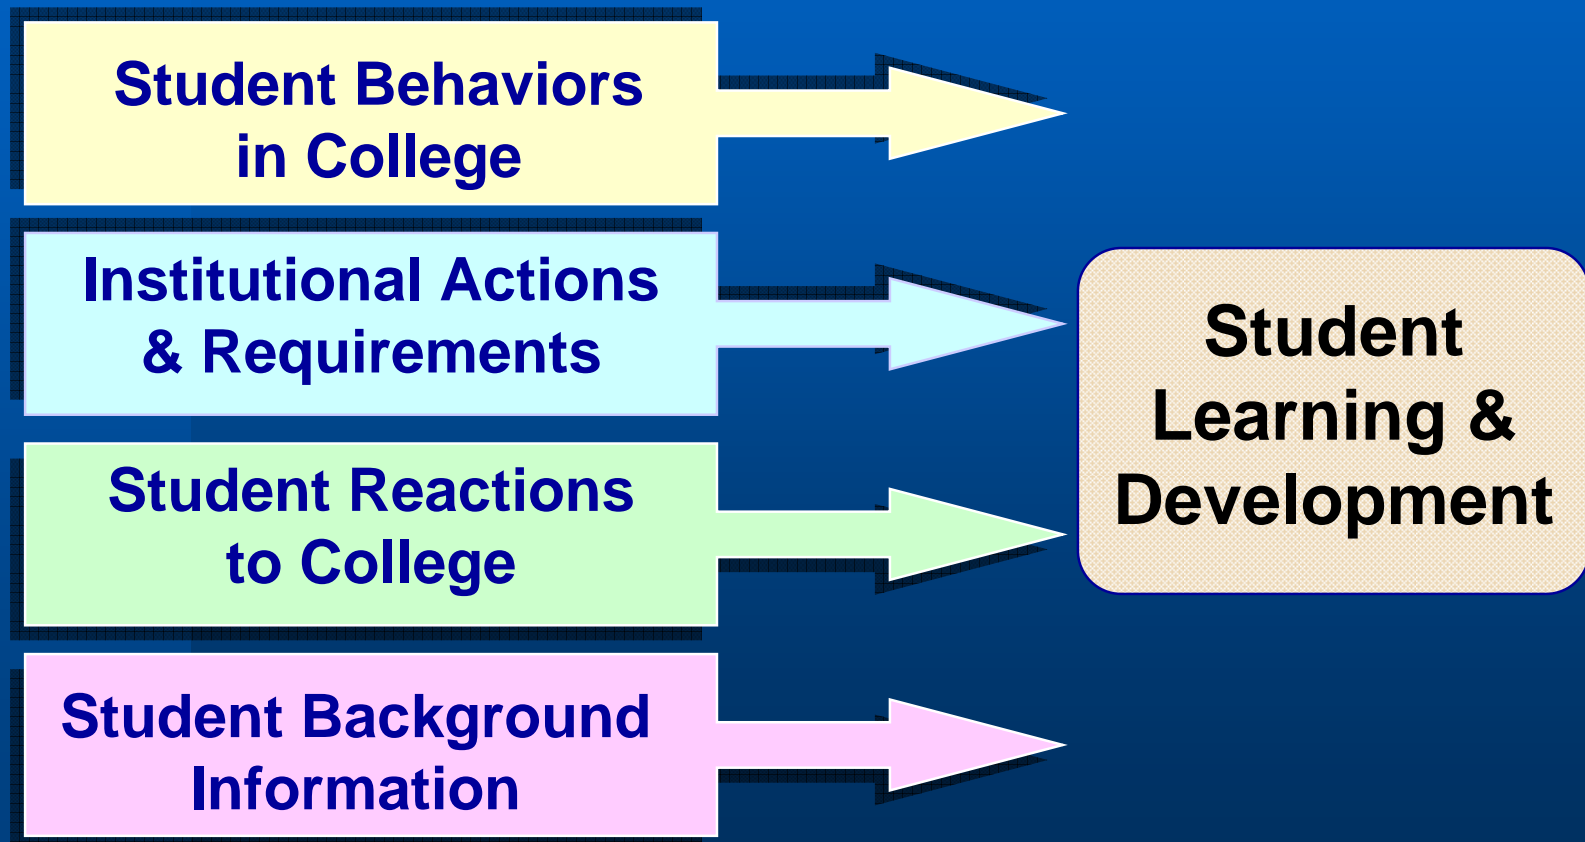 Student Behaviors
in College
Institutional Actions
& Requirements
Student Reactions
to College
Student Background
Information
Student
Learning &
Development